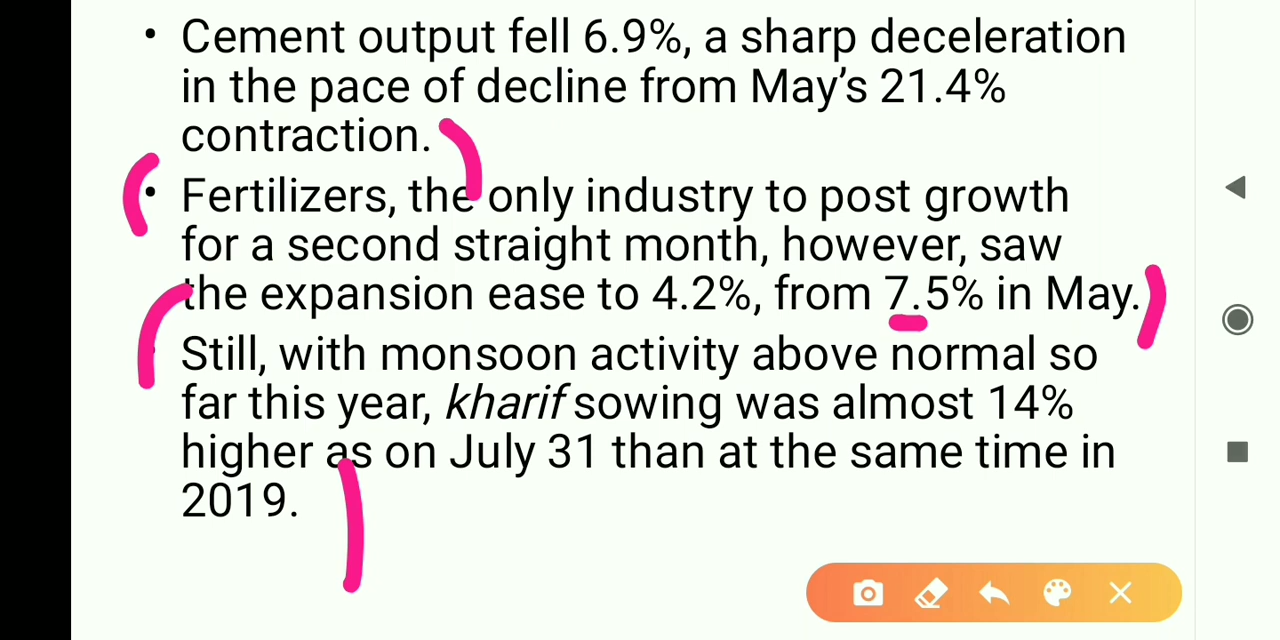 • Cement output fell 6.9%, a sharp deceleration
in the pace of decline from May’s 21.4%
contraction.
• Fertilizers, the only industry to post growth
for a second straight month, however, saw
the expansion ease to 4.2%, from 7.5% in May.
Still, with monsoon activity above normal so
far this year, kharif sowing was almost 14%
higher as on July 31 than at the same time in
2019.